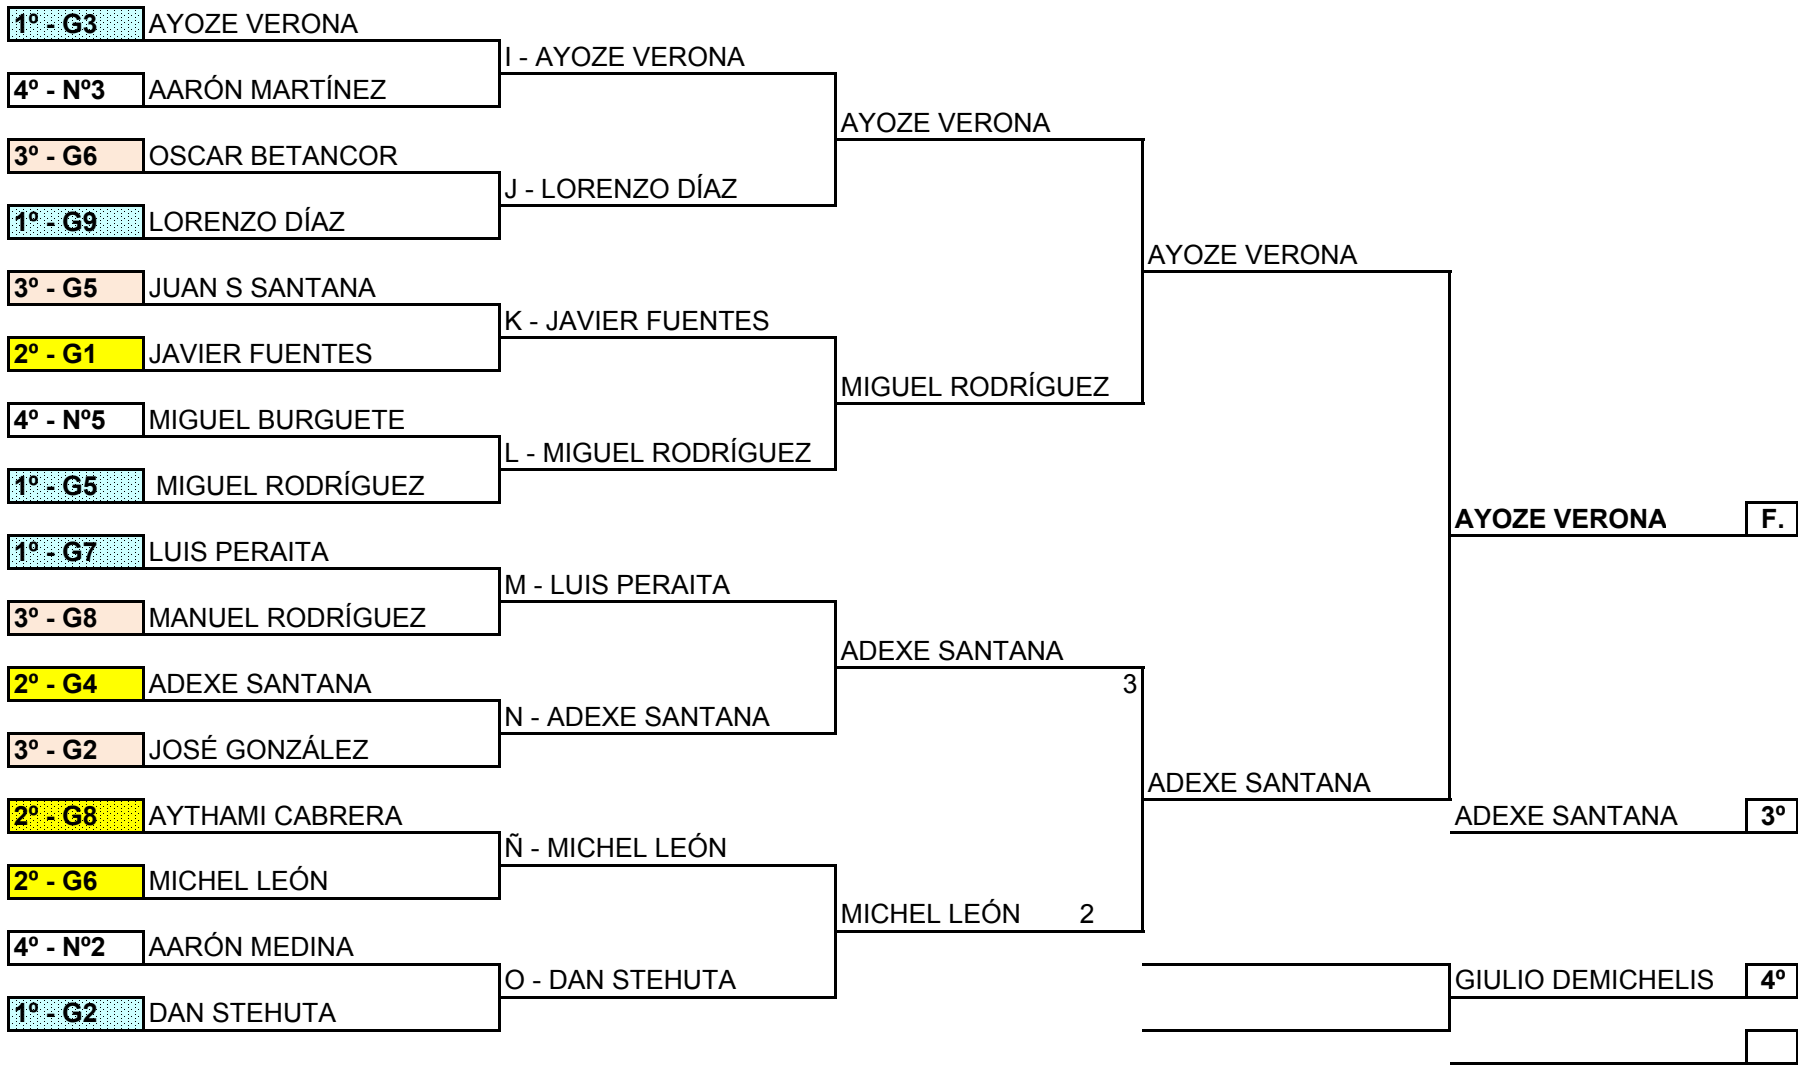 1º - G3 AYOZE VERONA
I - AYOZE VERONA
4º - Nº3 AARÓN MARTÍNEZ
AYOZE VERONA
3º - G6 OSCAR BETANCOR
J - LORENZO DÍAZ
1º - G9 LORENZO DÍAZ
AYOZE VERONA
3º - G5 JUAN S SANTANA
K - JAVIER FUENTES
2º - G1 JAVIER FUENTES
MIGUEL RODRÍGUEZ
4º - Nº5 MIGUEL BURGUETE
L - MIGUEL RODRÍGUEZ
1º - G5 MIGUEL RODRÍGUEZ
AYOZE VERONA F.
1º - G7 LUIS PERAITA
M - LUIS PERAITA
3º - G8 MANUEL RODRÍGUEZ
ADEXE SANTANA
2º - G4 ADEXE SANTANA 3
N - ADEXE SANTANA
3º - G2 JOSÉ GONZÁLEZ
ADEXE SANTANA
2º - G8 AYTHAMI CABRERA ADEXE SANTANA 3º
Ñ - MICHEL LEÓN
2º - G6 MICHEL LEÓN
MICHEL LEÓN 2
4º - Nº2 AARÓN MEDINA
O - DAN STEHUTA GIULIO DEMICHELIS 4º
1º - G2 DAN STEHUTA